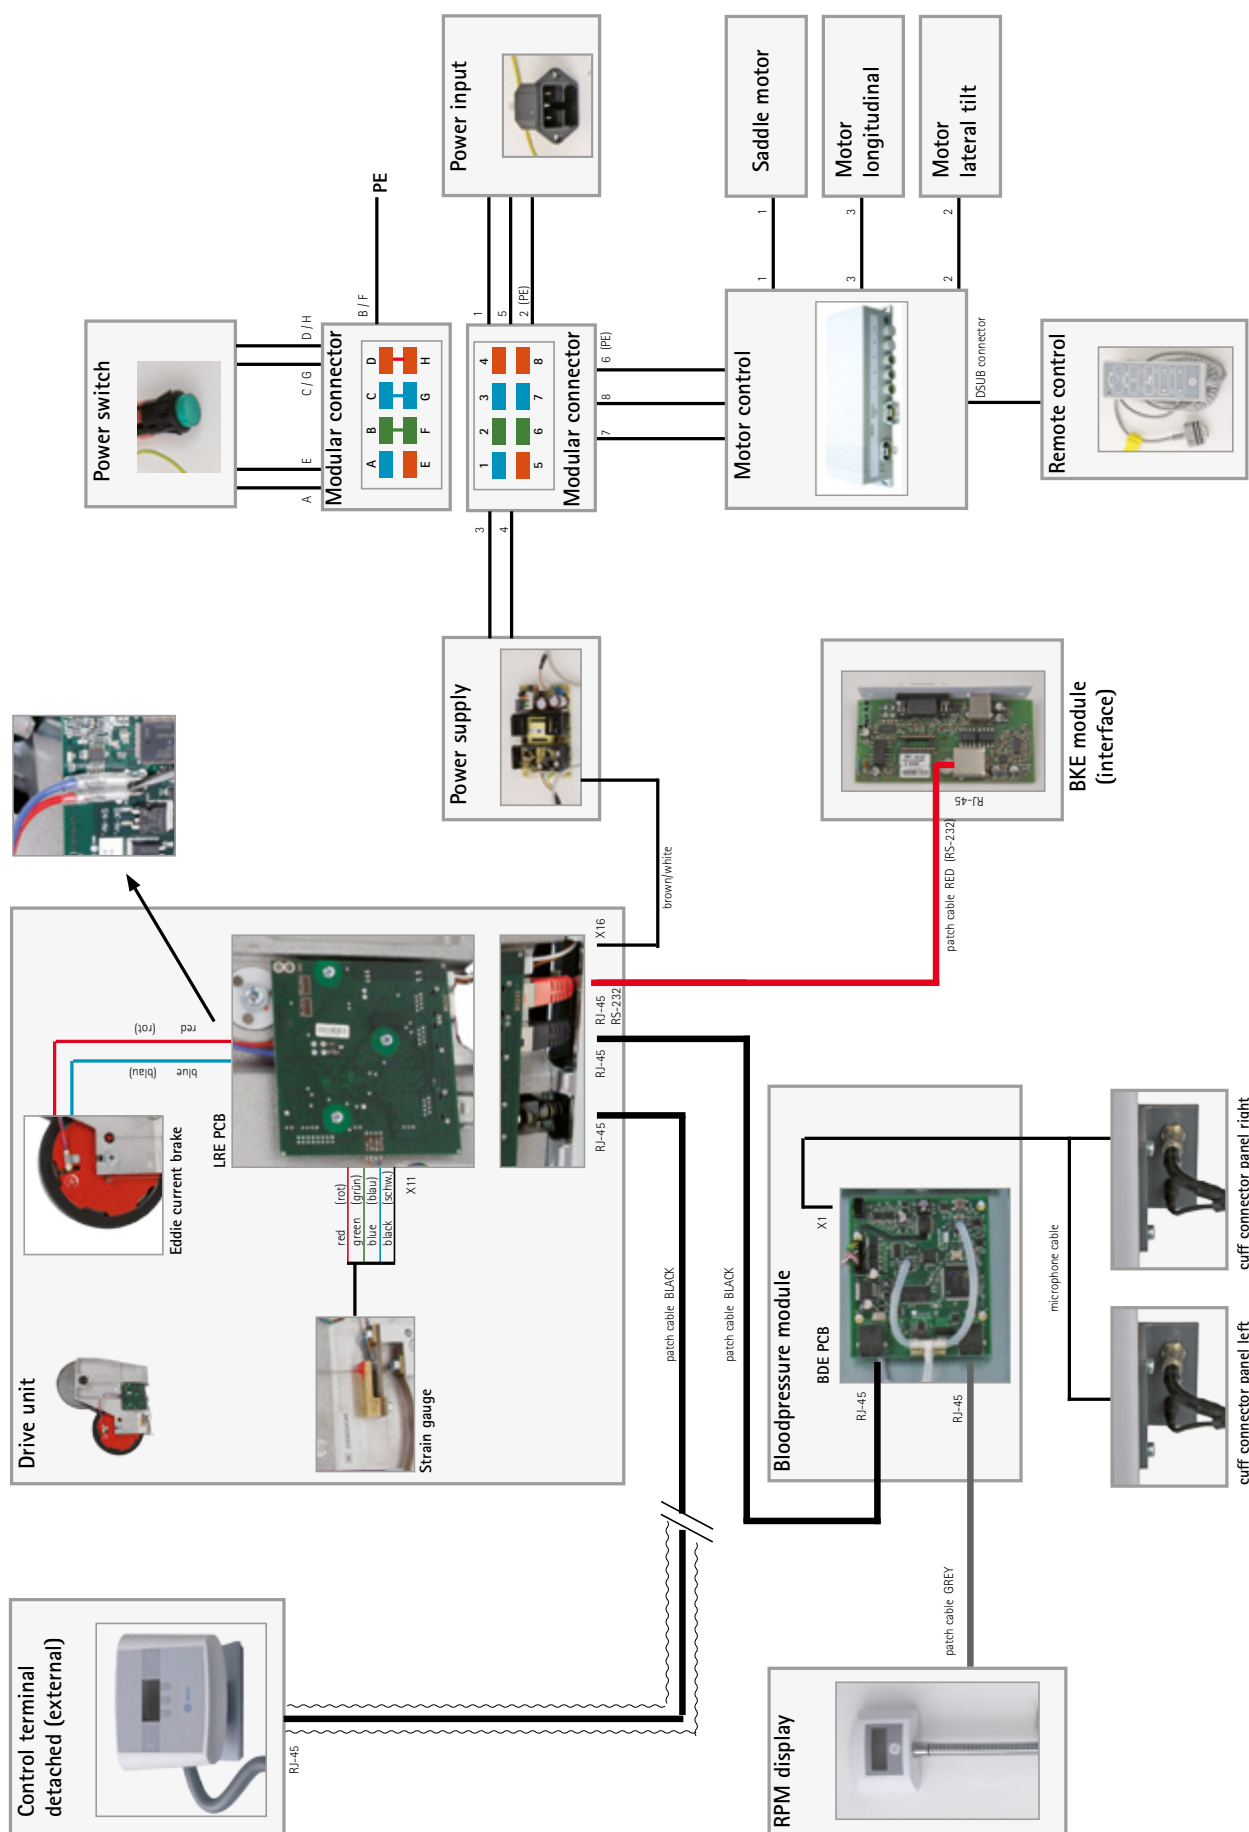 Control terminal
detached (external)
RJ-45
RPM display
patch cable GREY
Drive unit
Strain gauge
red (rot)
green (grün)
blue (blau)
black (schw.)
X11
Eddie current brake
blue (blau)
red (rot)
LRE PCB
RJ-45
RJ-45
RJ-45
RS-232
X16
patch cable BLACK
patch cable BLACK
Bloodpressure module
BDE PCB
RJ-45
RJ-45
X1
microphone cable
cuff connector panel left
cuff connector panel right
brown/white
patch cable RED (RS-232)
RJ-45
BKE module
(interface)
Power supply
3
4
Power switch
A
E
C / G
D / H
Modular connector
A B C D
E F G H
B / F
PE
Modular connector
1 2 3 4
5 6 7 8
1
5
2 (PE)
Power input
7
8
6 (PE)
Motor control
1
3
2
1
3
2
Saddle motor
Motor
longitudinal
Motor
lateral tilt
DSUB connector
Remote control